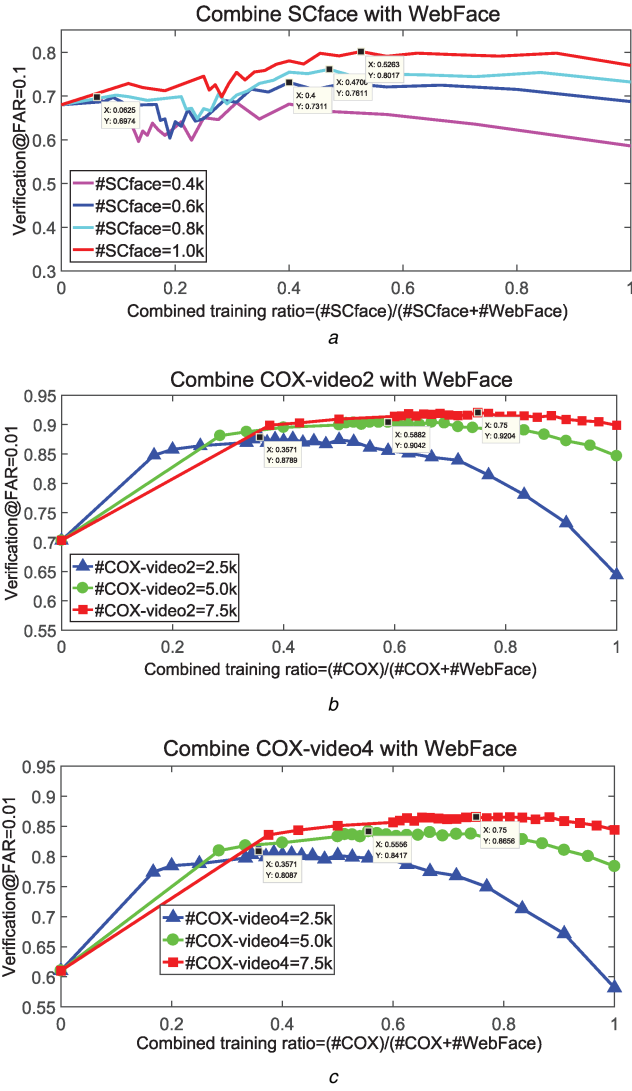 Combine SCface with WebFace
Verification@FAR=0.1
0.8
0.7
0.6
0.5
0.4
0.3
X: 0.0625
Y: 0.6974
X: 0.4
Y: 0.7311
X: 0.4706
Y: 0.7611
X: 0.5263
Y: 0.8017
#SCface=0.4k
#SCface=0.6k
#SCface=0.8k
#SCface=1.0k
0 0.2 0.4 0.6 0.8 1
Combined training ratio=(#SCface)/(#SCface+#WebFace)
a
Combine COX-video2 with WebFace
Verification@FAR=0.01
0.95
0.9
0.85
0.8
0.75
0.7
0.65
0.6
0.55
X: 0.3571
Y: 0.8789
X: 0.5882
Y: 0.9042
X: 0.75
Y: 0.9204
#COX-video2=2.5k
#COX-video2=5.0k
#COX-video2=7.5k
0 0.2 0.4 0.6 0.8 1
Combined training ratio=(#COX)/(#COX+#WebFace)
b
Combine COX-video4 with WebFace
Verification@FAR=0.01
0.95
0.9
0.85
0.8
0.75
0.7
0.65
0.6
0.55
X: 0.3571
Y: 0.8087
X: 0.5556
Y: 0.8417
X: 0.75
Y: 0.8656
#COX-video4=2.5k
#COX-video4=5.0k
#COX-video4=7.5k
0 0.2 0.4 0.6 0.8 1
Combined training ratio=(#COX)/(#COX+#WebFace)
c